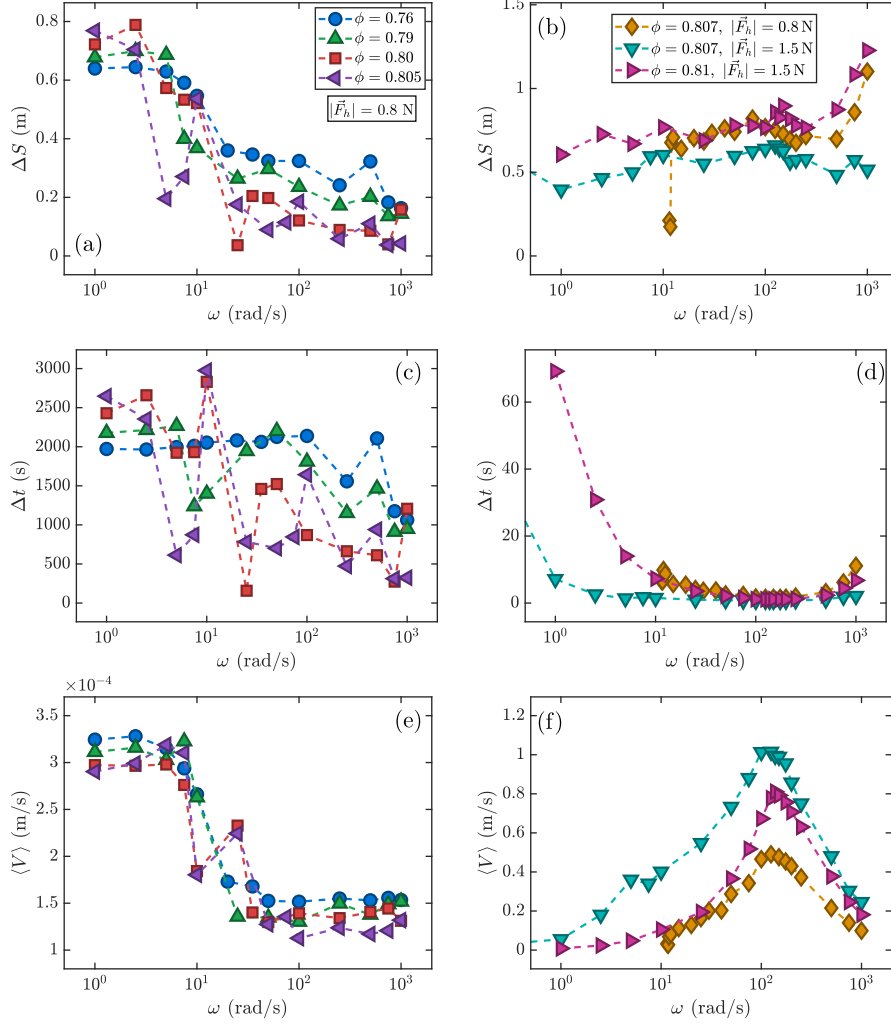 0.8
0.6
0.4
0.2
0
ΔS (m)
10⁰ 10¹ 10² 10³
ω (rad/s)
(a)
ϕ = 0.76
ϕ = 0.79
ϕ = 0.80
ϕ = 0.805
|F⃗ₕ| = 0.8 N
1.5
1
0.5
0
ΔS (m)
10⁰ 10¹ 10² 10³
ω (rad/s)
(b)
ϕ = 0.807, |F⃗ₕ| = 0.8 N
ϕ = 0.807, |F⃗ₕ| = 1.5 N
ϕ = 0.81, |F⃗ₕ| = 1.5 N
3000
2500
2000
1500
1000
500
0
Δt (s)
10⁰ 10¹ 10² 10³
ω (rad/s)
(c)
60
40
20
0
Δt (s)
10⁰ 10¹ 10² 10³
ω (rad/s)
(d)
×10⁻⁴
3.5
3
2.5
2
1.5
1
⟨V⟩ (m/s)
10⁰ 10¹ 10² 10³
ω (rad/s)
(e)
1.2
1
0.8
0.6
0.4
0.2
0
⟨V⟩ (m/s)
10⁰ 10¹ 10² 10³
ω (rad/s)
(f)